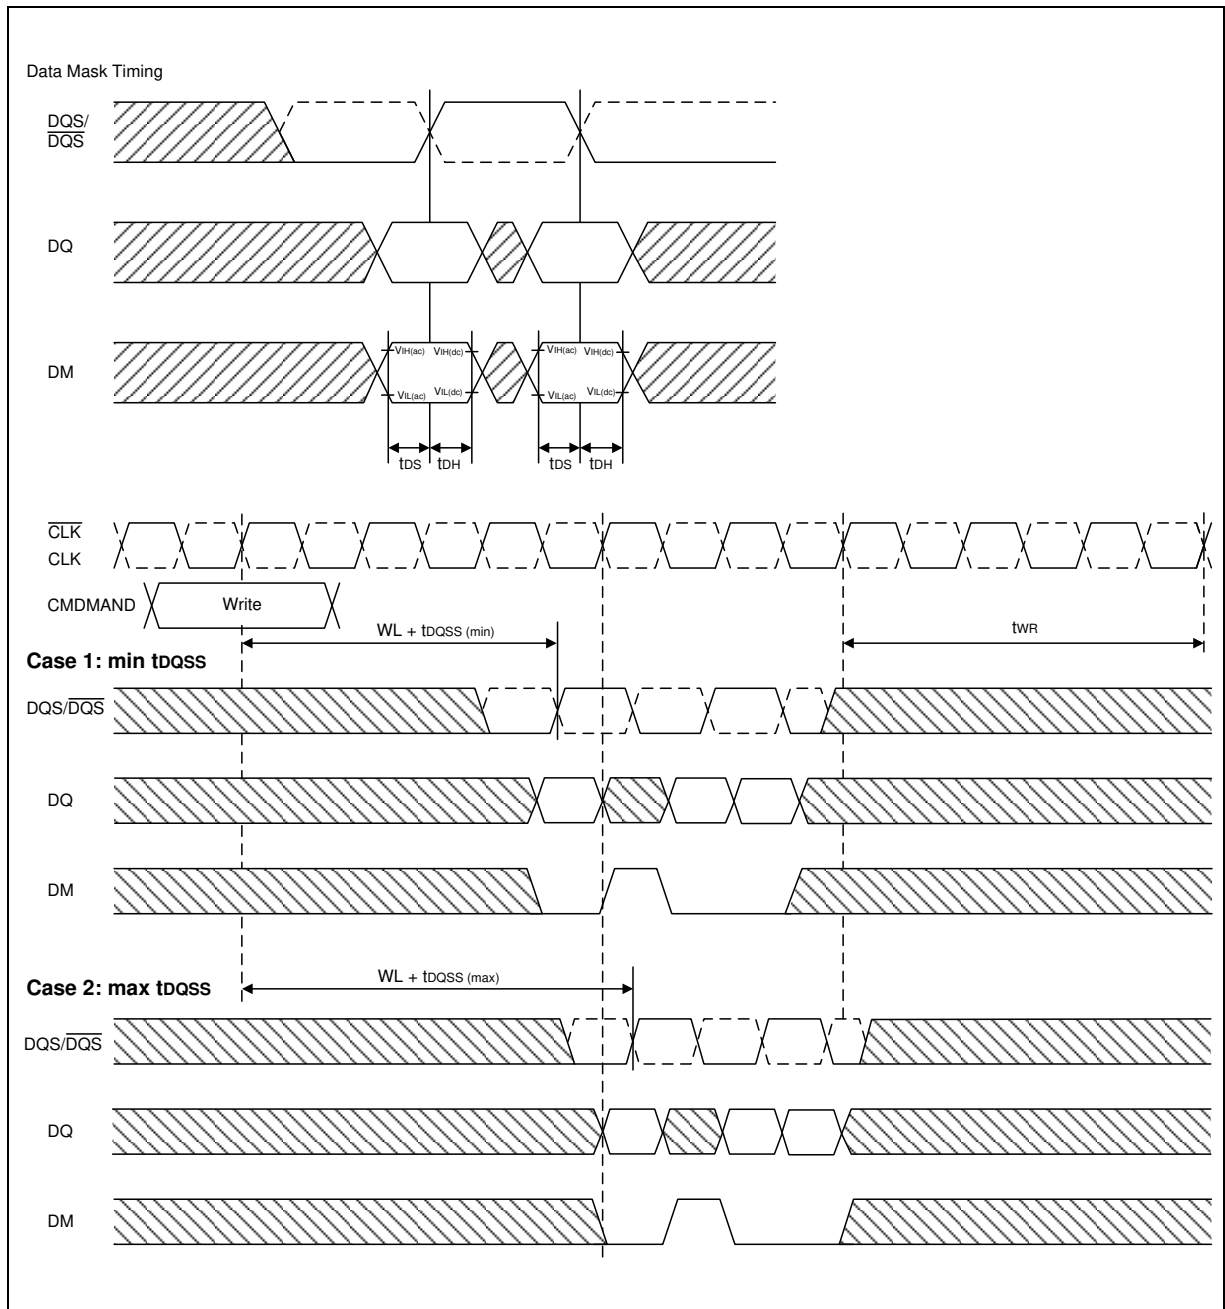 Data Mask Timing
DQS/
DQS
DQ
DM
VIH(ac) VIH(dc) VIH(ac) VIH(dc)
VIL(ac) VIL(dc) VIL(ac) VIL(dc)
tDS tDH tDS tDH
CLK
CLK
CMDMAND Write
WL + tDQSS (min) tWR
Case 1: min tDQSS
DQS/DQS
DQ
DM
WL + tDQSS (max)
Case 2: max tDQSS
DQS/DQS
DQ
DM